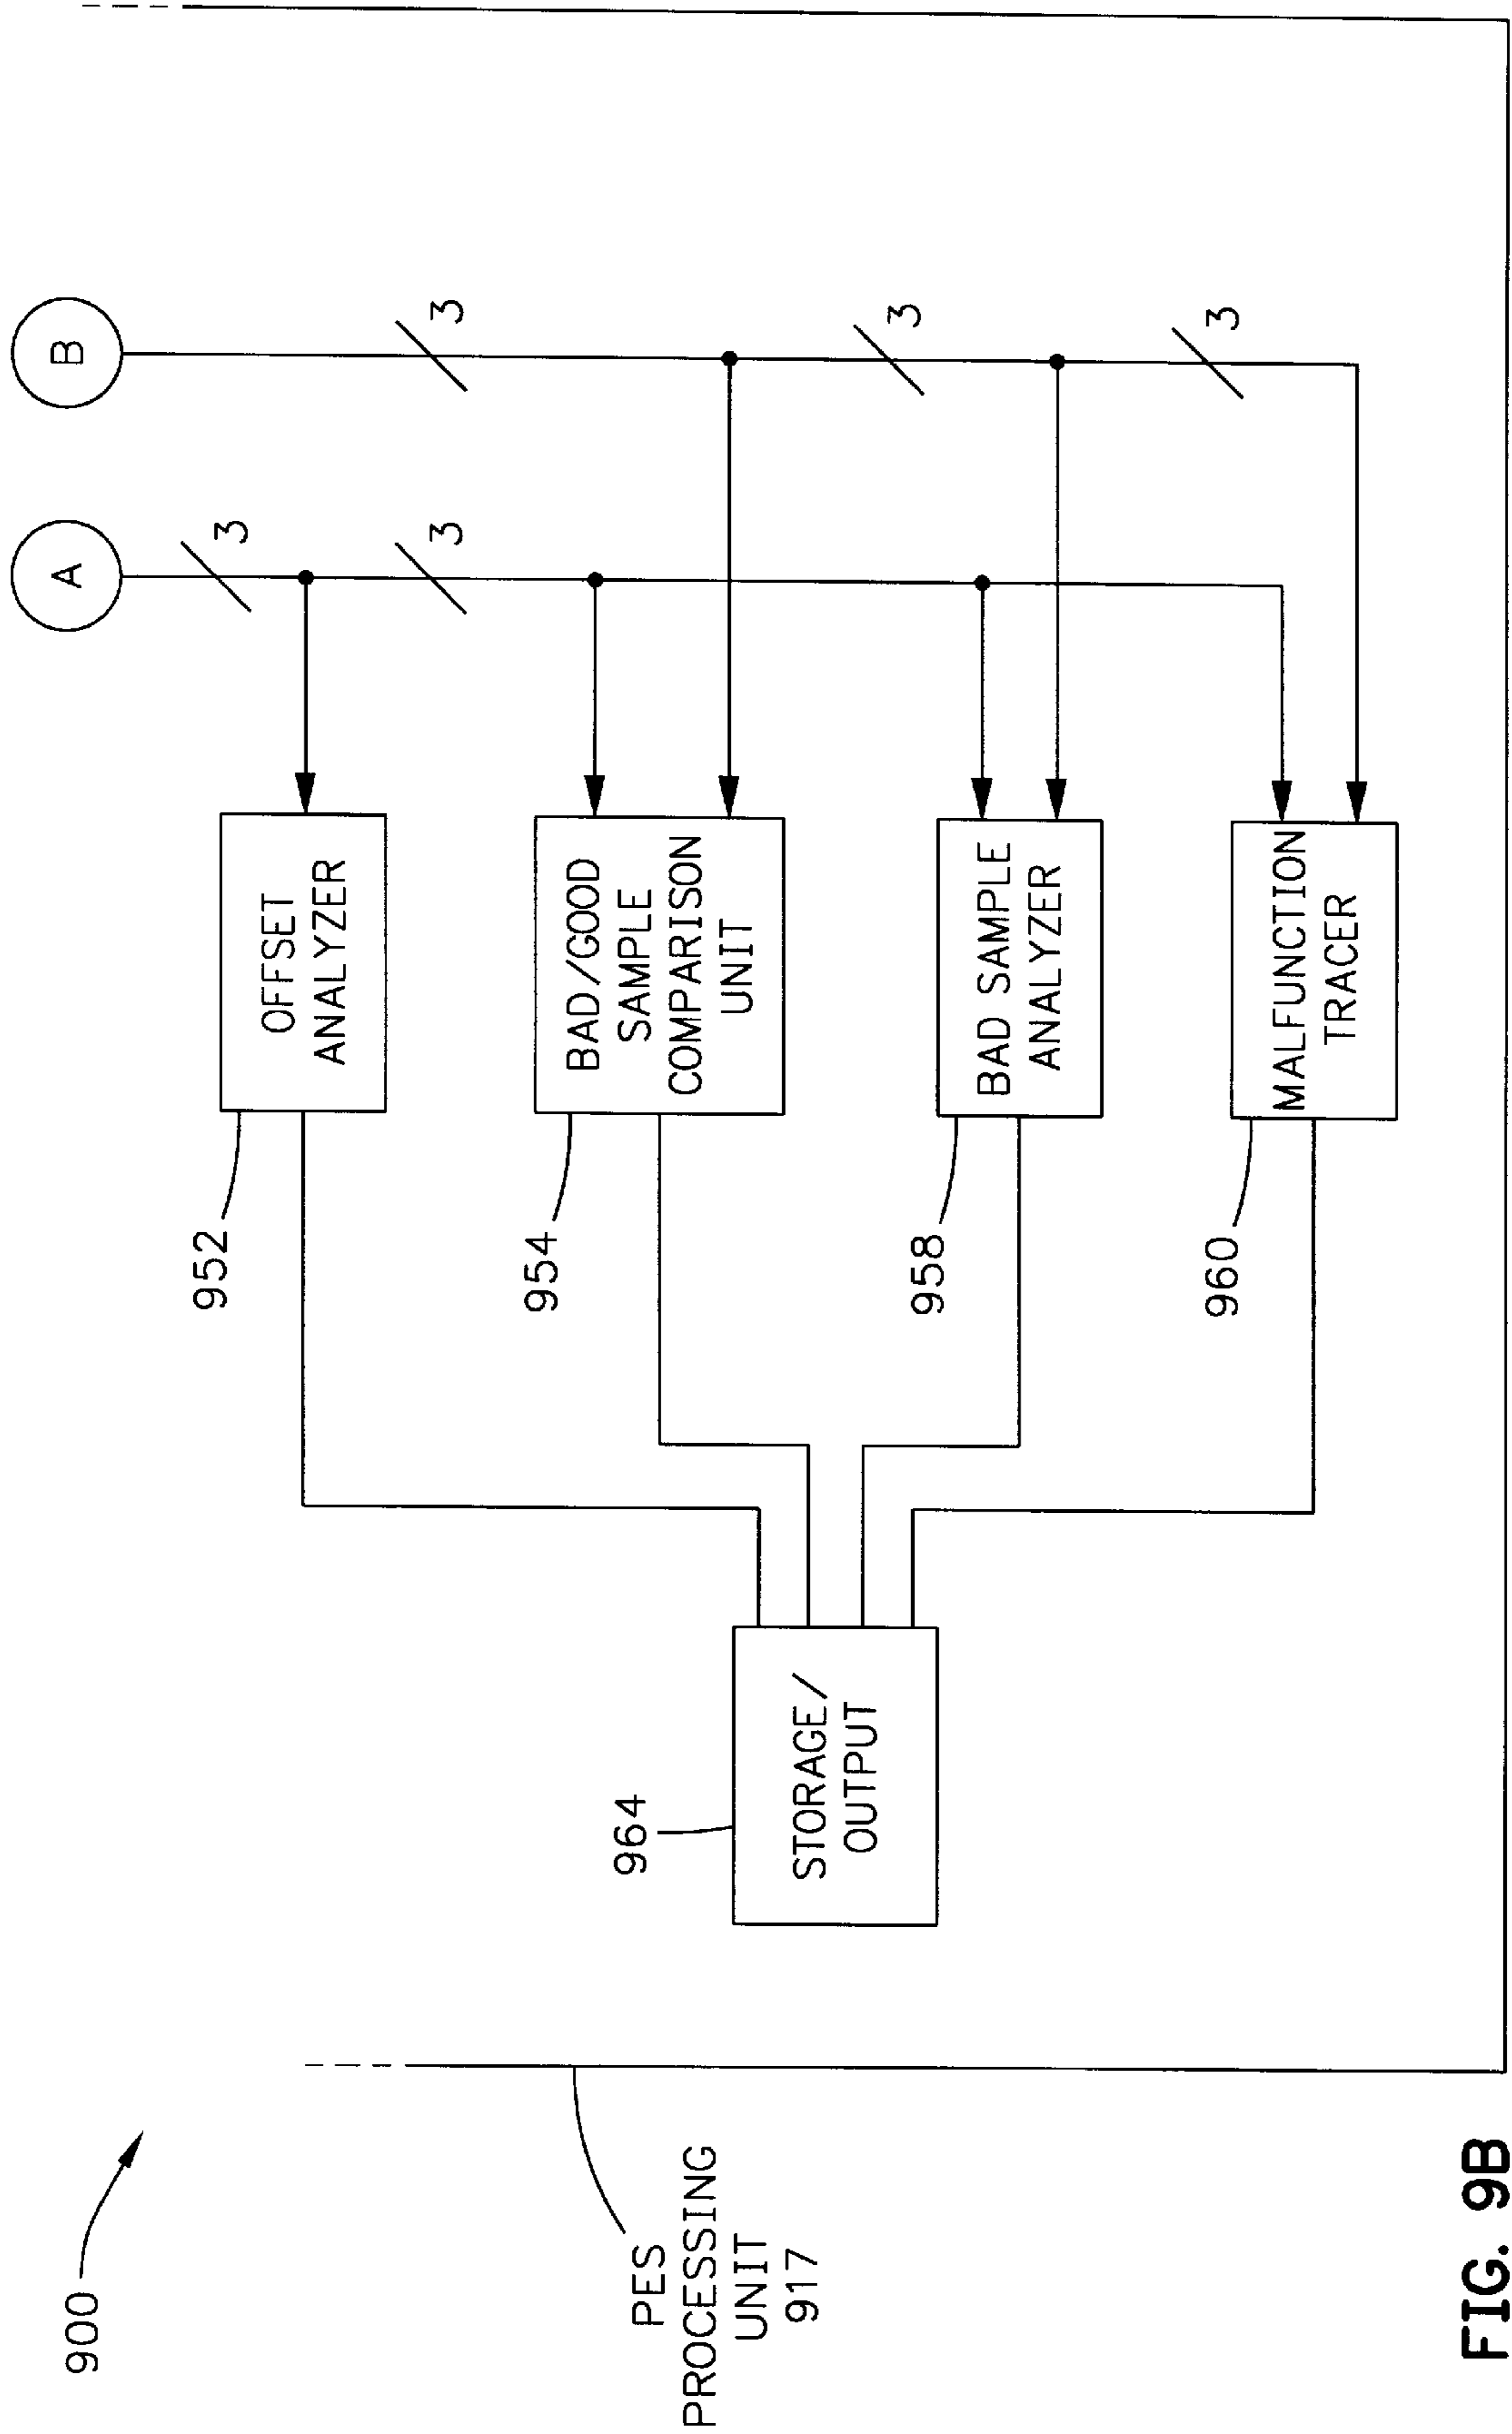 900
PES
PROCESSING
UNIT
917
964
STORAGE/
OUTPUT
952
OFFSET
ANALYZER
954
BAD/GOOD
SAMPLE
COMPARISON
UNIT
958
BAD SAMPLE
ANALYZER
960
MALFUNCTION
TRACER
A
3
3
B
3
3
3
FIG. 9B